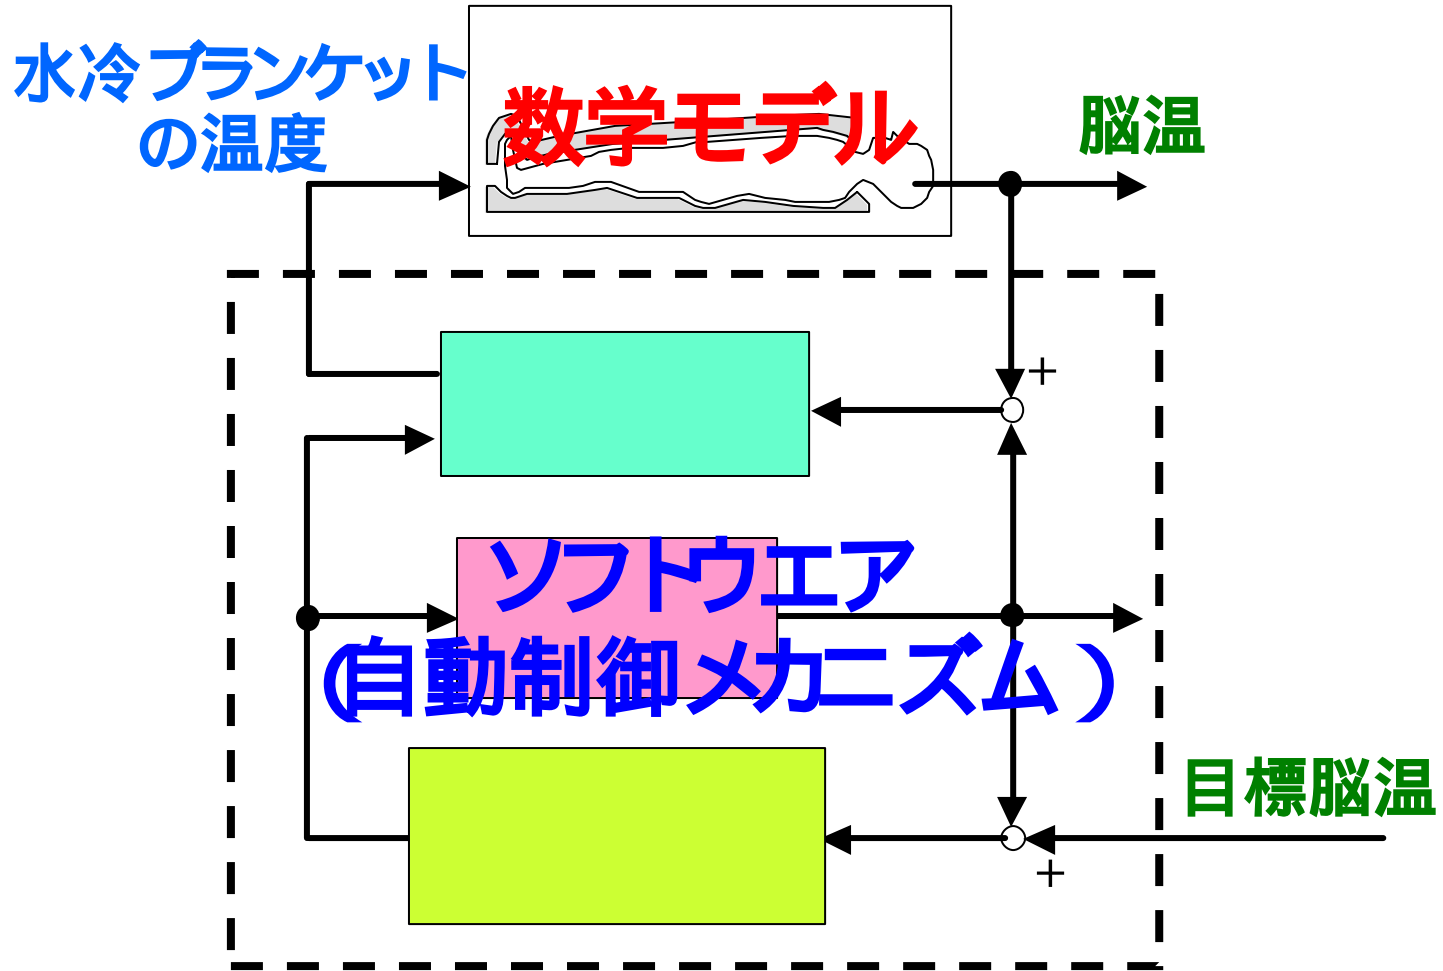 水冷ブランケット
の温度
数学モデル
脳温
+
ソフトウエア
（自動制御メカニズム）
目標脳温
+